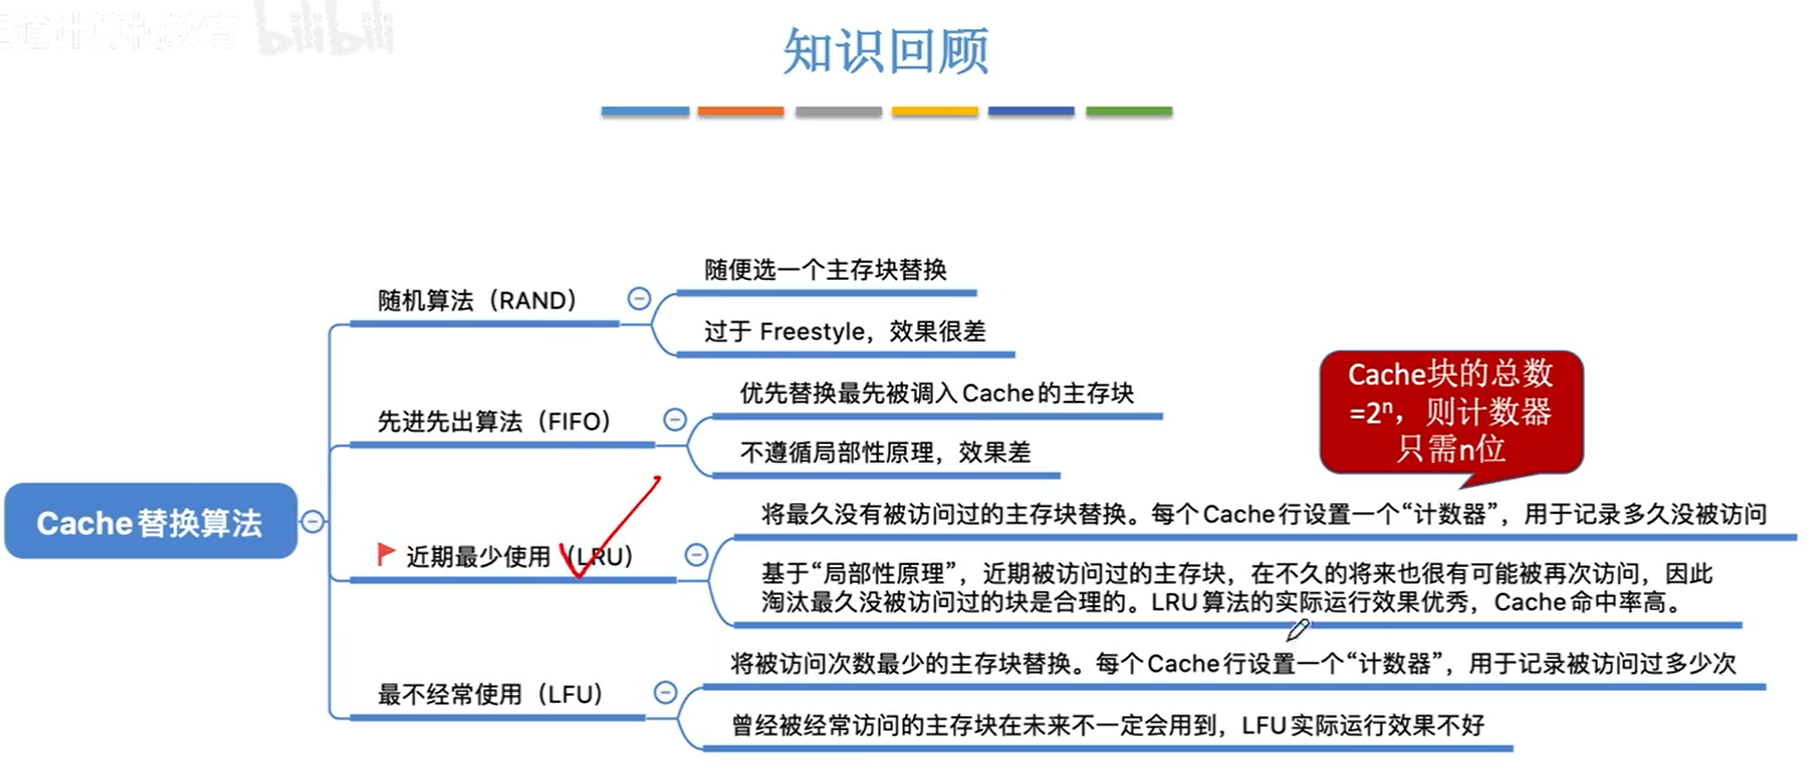 道计算机教育 bilibili
知识回顾
随便选一个主存块替换
随机算法（RAND）
过于 Freestyle，效果很差
Cache块的总数
=2ⁿ，则计数器
只需n位
优先替换最先被调入Cache的主存块
先进先出算法（FIFO）
不遵循局部性原理，效果差
Cache替换算法
将最久没有被访问过的主存块替换。每个Cache行设置一个“计数器”，用于记录多久没被访问
近期最少使用（LRU）
基于“局部性原理”，近期被访问过的主存块，在不久的将来也很有可能被再次访问，因此
淘汰最久没被访问过的块是合理的。LRU算法的实际运行效果优秀，Cache命中率高。
将被访问次数最少的主存块替换。每个Cache行设置一个“计数器”，用于记录被访问过多少次
最不经常使用（LFU）
曾经被经常访问的主存块在未来不一定会用到，LFU实际运行效果不好